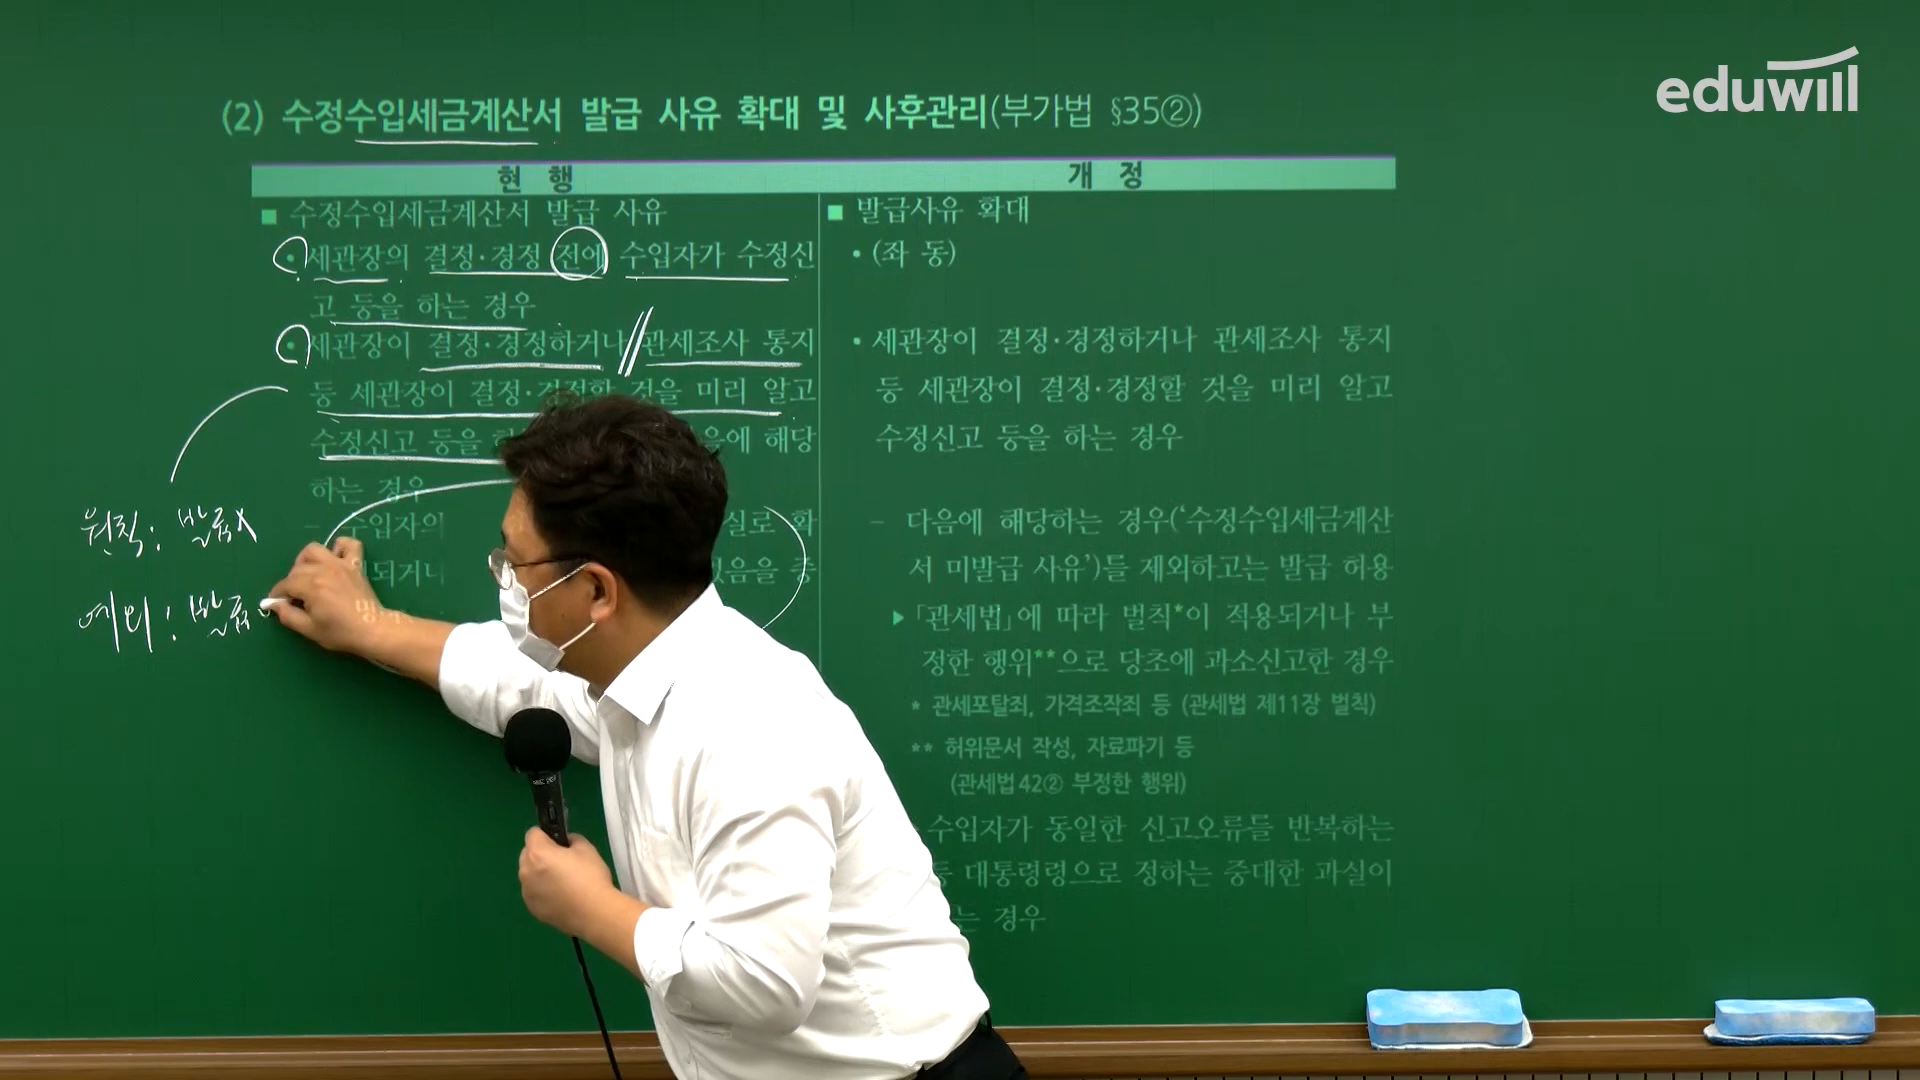 eduwill
(2) 수정수입세금계산서 발급 사유 확대 및 사후관리(부가법 §35②)
현 행
■ 수정수입세금계산서 발급 사유
• 세관장의 결정·경정 전에 수입자가 수정신
고 등을 하는 경우
• 세관장이 결정·경정하거나 관세조사 통지
등 세관장이 결정·경정할 것을 미리 알고
수정신고 등을 에 해당
하는 경우
- 수입자의 실로 확
되거나 음을 증
원칙: 발급X
예외: 발급
개 정
■ 발급사유 확대
• (좌 동)
• 세관장이 결정·경정하거나 관세조사 통지
등 세관장이 결정·경정할 것을 미리 알고
수정신고 등을 하는 경우
- 다음에 해당하는 경우('수정수입세금계산
서 미발급 사유')를 제외하고는 발급 허용
▶「관세법」에 따라 벌칙*이 적용되거나 부
정한 행위**으로 당초에 과소신고한 경우
* 관세포탈죄, 가격조작죄 등 (관세법 제11장 벌칙)
** 허위문서 작성, 자료파기 등
(관세법42② 부정한 행위)
수입자가 동일한 신고오류를 반복하는
등 대통령령으로 정하는 중대한 과실이
는 경우